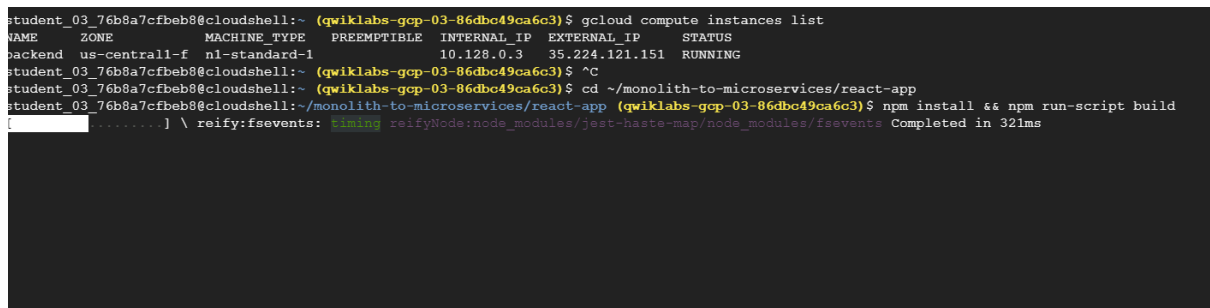 student_03_76b8a7cfbeb8@cloudshell:~ (qwiklabs-gcp-03-86dbc49ca6c3)$ gcloud compute instances list
NAME ZONE MACHINE_TYPE PREEMPTIBLE INTERNAL_IP EXTERNAL_IP STATUS
backend us-central1-f n1-standard-1 10.128.0.3 35.224.121.151 RUNNING
student_03_76b8a7cfbeb8@cloudshell:~ (qwiklabs-gcp-03-86dbc49ca6c3)$ ^C
student_03_76b8a7cfbeb8@cloudshell:~ (qwiklabs-gcp-03-86dbc49ca6c3)$ cd ~/monolith-to-microservices/react-app
student_03_76b8a7cfbeb8@cloudshell:~/monolith-to-microservices/react-app (qwiklabs-gcp-03-86dbc49ca6c3)$ npm install && npm run-script build
[ .........] \ reify:fsevents: timing reifyNode:node_modules/jest-haste-map/node_modules/fsevents Completed in 321ms